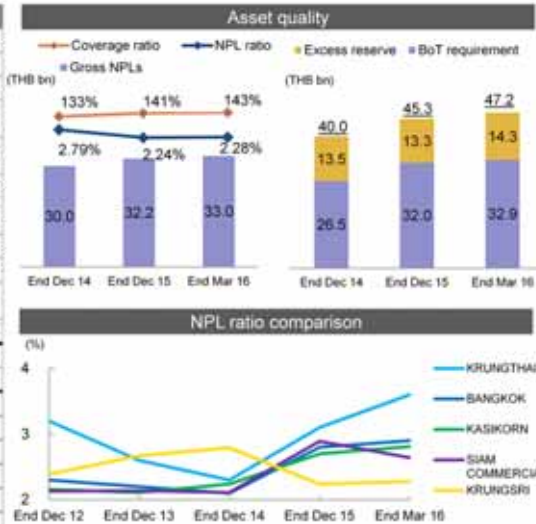 Asset quality
Coverage ratio NPL ratio
Gross NPLs
(THB bn)
133% 141% 143%
2.79% 2.24% 2.28%
30.0 32.2 33.0
End Dec 14 End Dec 15 End Mar 16
Excess reserve BoT requirement
(THB bn)
40.0 45.3 47.2
13.5 13.3 14.3
26.5 32.0 32.9
End Dec 14 End Dec 15 End Mar 16
NPL ratio comparison
(%)
4
3
2
End Dec 12 End Dec 13 End Dec 14 End Dec 15 End Mar 16
KRUNGTHAI
BANGKOK
KASIKORN
SIAM
COMMERCIA
KRUNGSRI